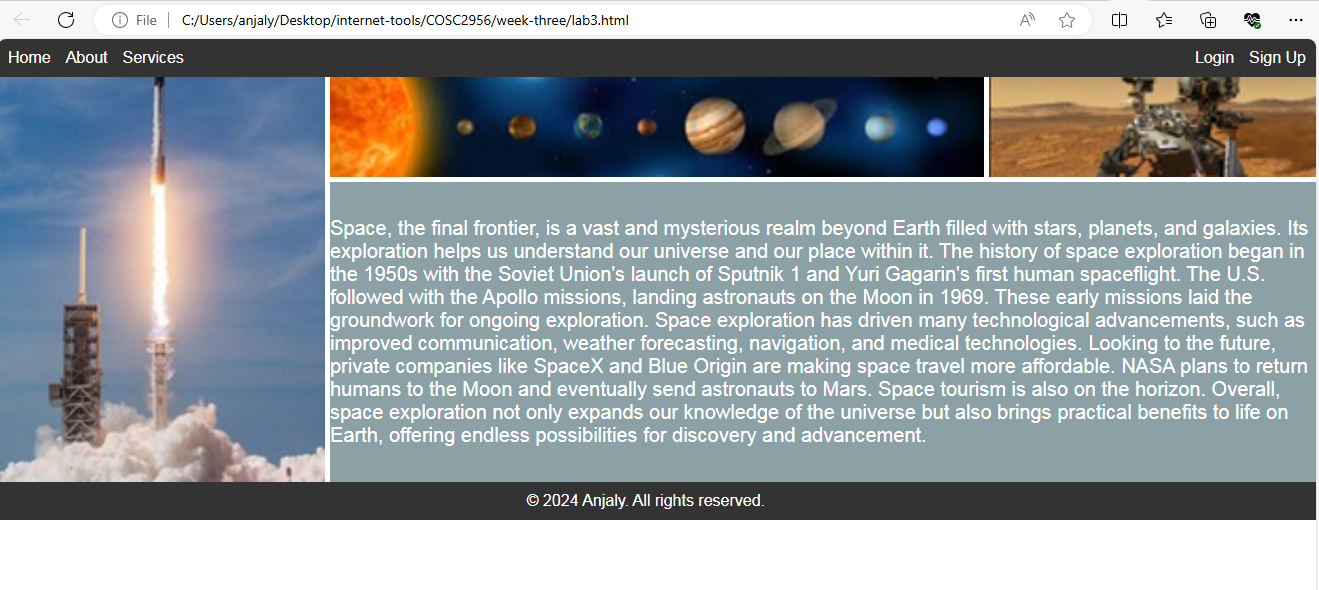 File C:/Users/anjaly/Desktop/internet-tools/COSC2956/week-three/lab3.html
Home About Services Login Sign Up
Space, the final frontier, is a vast and mysterious realm beyond Earth filled with stars, planets, and galaxies. Its
exploration helps us understand our universe and our place within it. The history of space exploration began in
the 1950s with the Soviet Union's launch of Sputnik 1 and Yuri Gagarin's first human spaceflight. The U.S.
followed with the Apollo missions, landing astronauts on the Moon in 1969. These early missions laid the
groundwork for ongoing exploration. Space exploration has driven many technological advancements, such as
improved communication, weather forecasting, navigation, and medical technologies. Looking to the future,
private companies like SpaceX and Blue Origin are making space travel more affordable. NASA plans to return
humans to the Moon and eventually send astronauts to Mars. Space tourism is also on the horizon. Overall,
space exploration not only expands our knowledge of the universe but also brings practical benefits to life on
Earth, offering endless possibilities for discovery and advancement.
© 2024 Anjaly. All rights reserved.